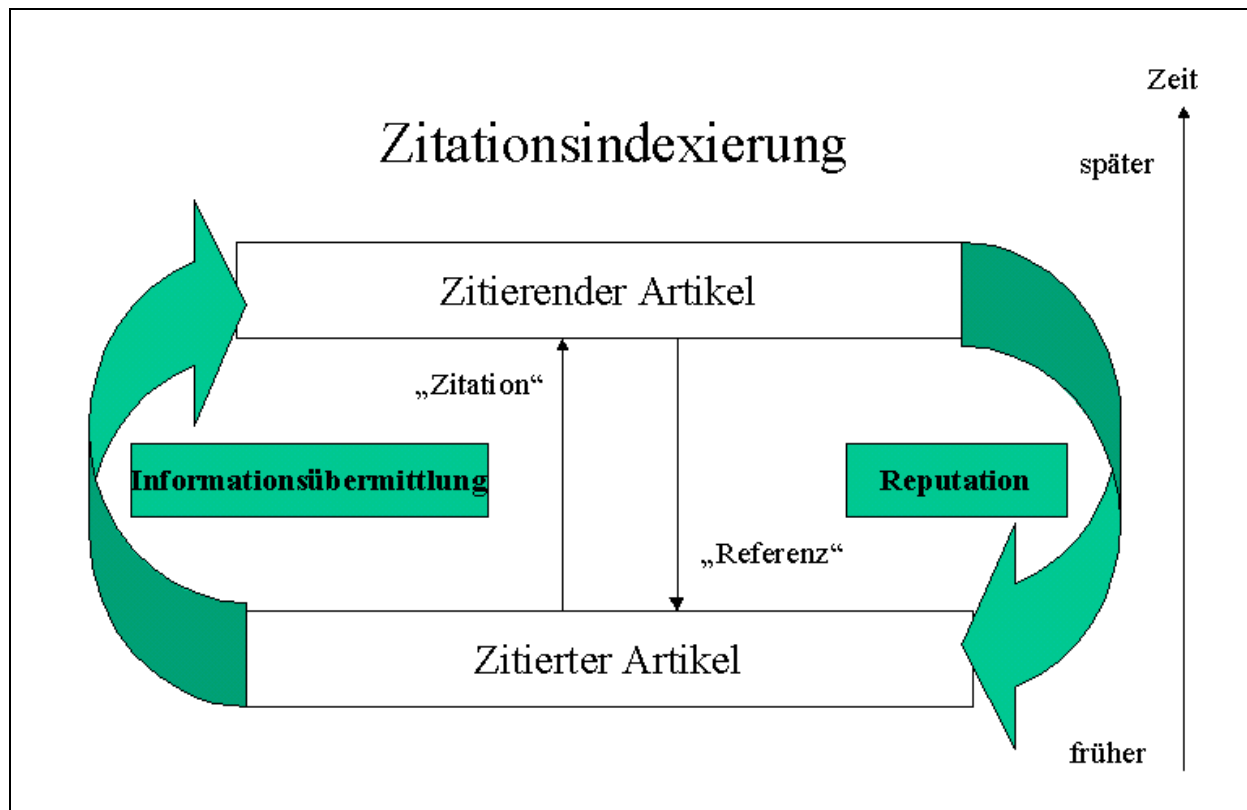 Zeit
Zitationsindexierung
später
Zitierender Artikel
„Zitation“
Informationsübermittlung
Reputation
„Referenz“
Zitierter Artikel
früher